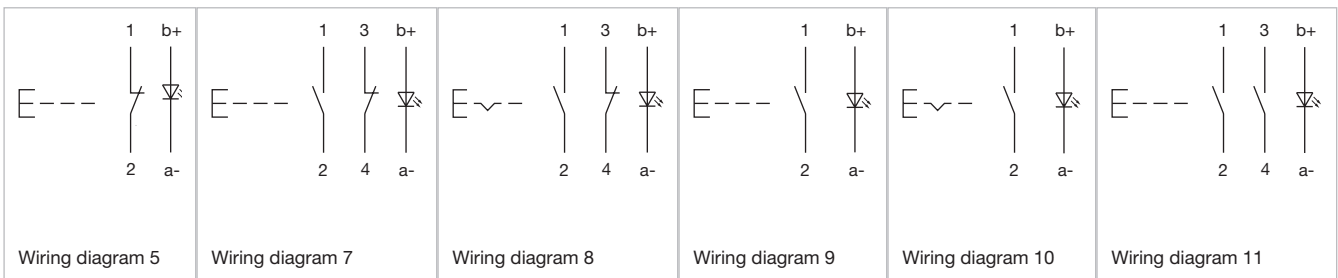 1 b+
2 a-
Wiring diagram 5
1 3 b+
2 4 a-
Wiring diagram 7
1 3 b+
2 4 a-
Wiring diagram 8
1 b+
2 a-
Wiring diagram 9
1 b+
2 a-
Wiring diagram 10
1 3 b+
2 4 a-
Wiring diagram 11